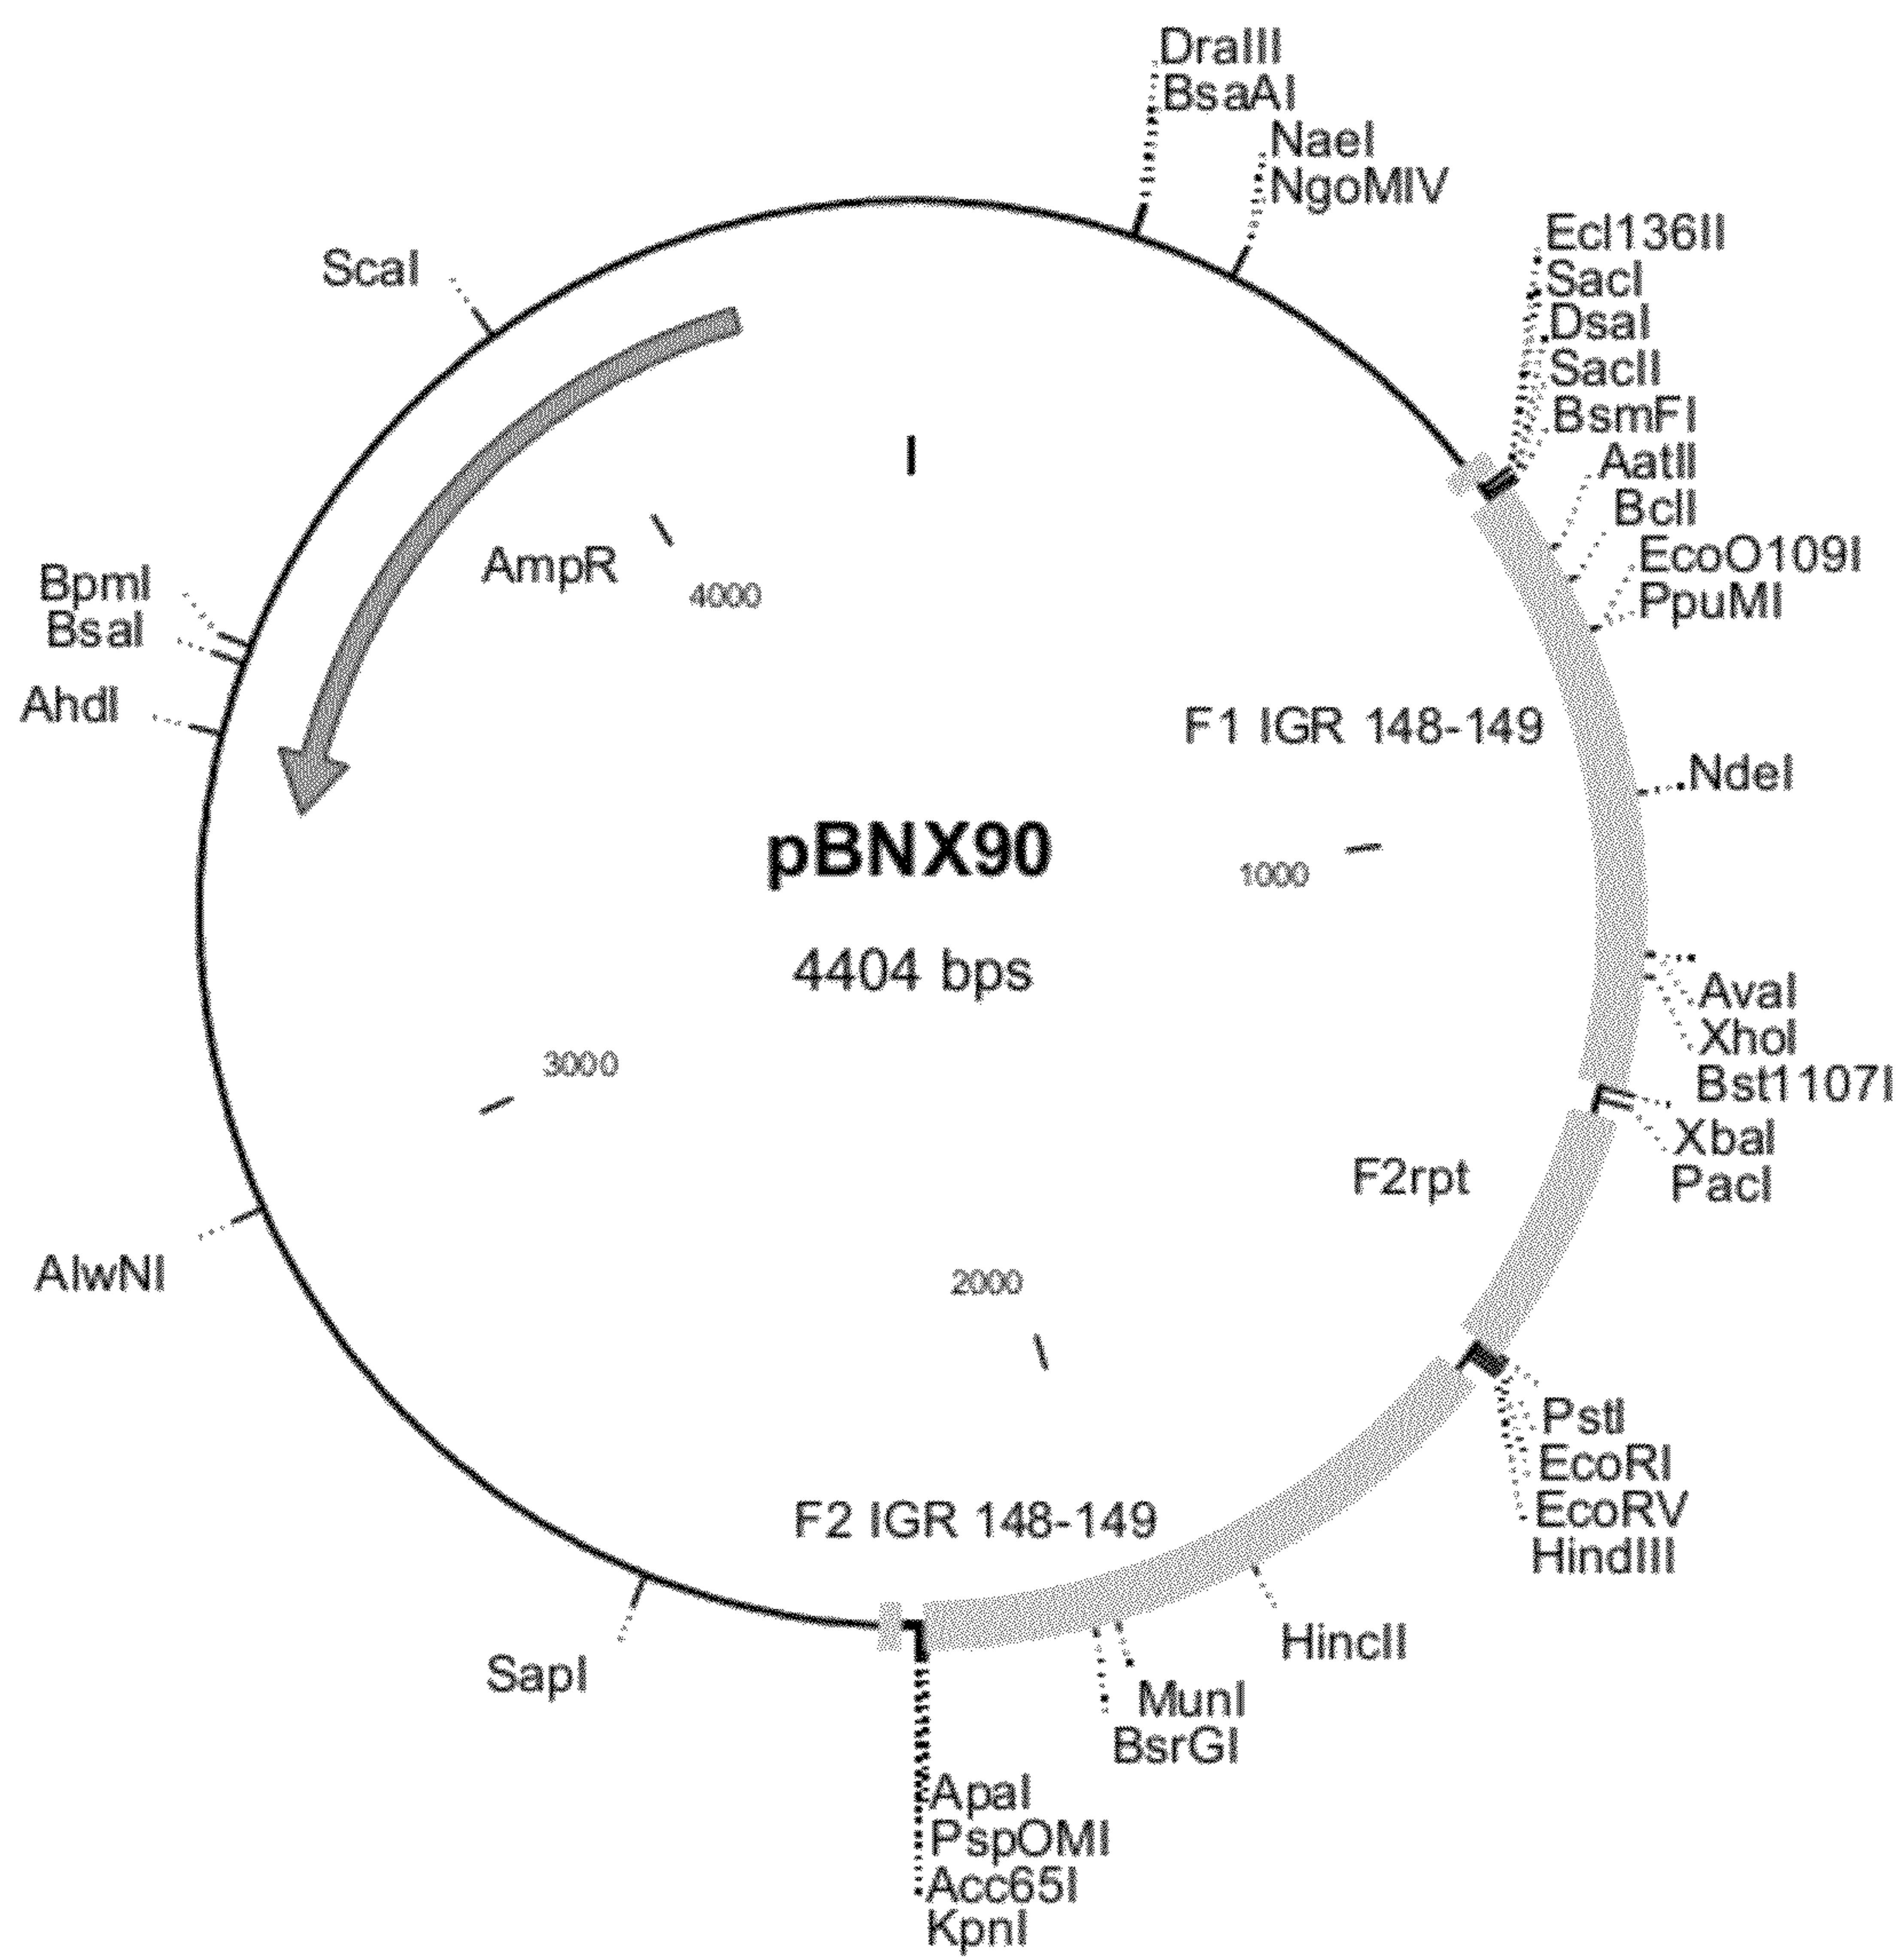 DraIII
BsaAI
NaeI
NgoMIV
Ecl136II
SacI
DsaI
SacII
BsmFI
AatII
BclI
EcoO109I
PpuMI
F1 IGR 148-149
NdeI
1000
AvaI
XhoI
Bst1107I
XbaI
PacI
F2rpt
PstI
EcoRI
EcoRV
HindIII
HincII
MunI
BsrGI
F2 IGR 148-149
2000
ApaI
PspOMI
Acc65I
KpnI
SapI
AlwNI
3000
AhdI
BsaI
BpmI
AmpR
4000
ScaI
pBNX90
4404 bps